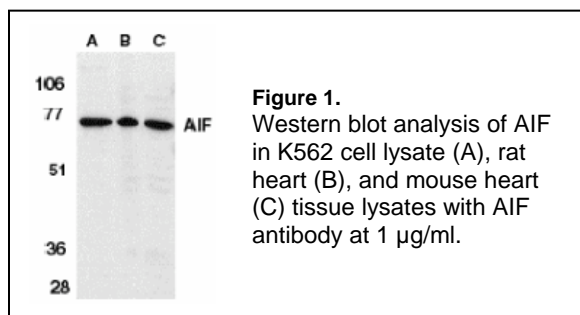 A B C
106
77
AIF
51
36
28
Figure 1.
Western blot analysis of AIF
in K562 cell lysate (A), rat
heart (B), and mouse heart
(C) tissue lysates with AIF
antibody at 1 µg/ml.